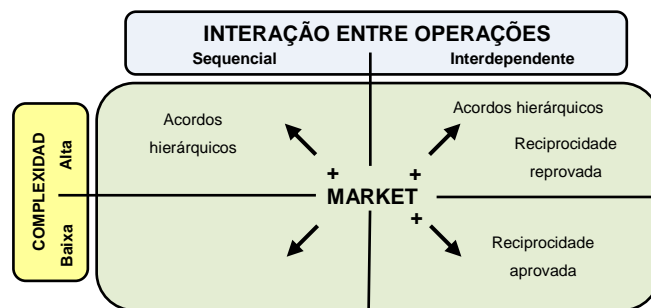 INTERAÇÃO ENTRE OPERAÇÕES
Sequencial
Interdependente
COMPLEXIDAD
Alta
Baixa
Acordos
hierárquicos
Acordos hierárquicos
Reciprocidade
reprovada
+
+
MARKET
+
Reciprocidade
aprovada